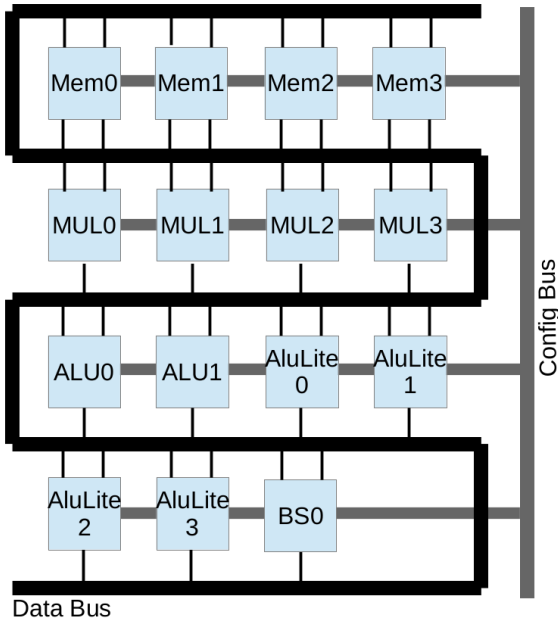 Mem0
Mem1
Mem2
Mem3
MUL0
MUL1
MUL2
MUL3
ALU0
ALU1
AluLite
0
AluLite
1
AluLite
2
AluLite
3
BS0
Config Bus
Data Bus